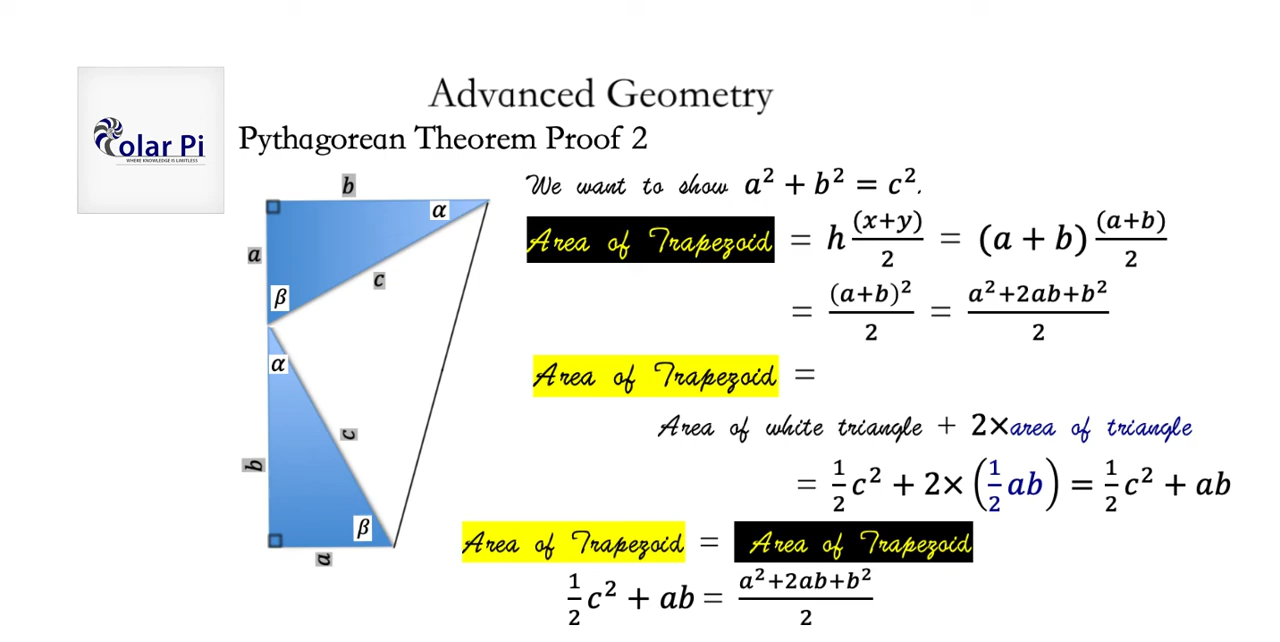 Advanced Geometry
olar Pi
WHERE KNOWLEDGE IS LIMITLESS
Pythagorean Theorem Proof 2
b
We want to show a² + b² = c².
α
Area of Trapezoid = h (x+y)/2 = (a + b) (a+b)/2
a
c
β
= (a+b)²/2 = a²+2ab+b²/2
α
Area of Trapezoid =
Area of white triangle + 2×area of triangle
c
b
= 1/2 c² + 2× (1/2 ab) = 1/2 c² + ab
β
a
Area of Trapezoid = Area of Trapezoid
1/2 c² + ab = a²+2ab+b²/2